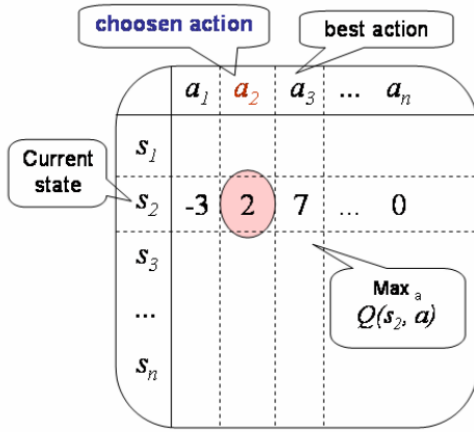 choosen action
best action
a1 a2 a3 ... an
s1
Current
state
s2 -3 2 7 ... 0
s3
Max a
Q(s2, a)
...
sn